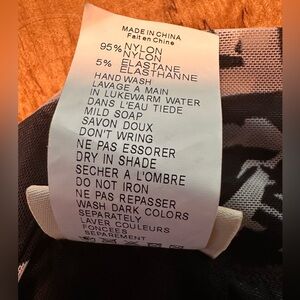 MADE IN CHINA
Fait en Chine
95% NYLON
NYLON
5% ELASTANE
ELASTHANNE
HAND WASH
LAVAGE A MAIN
IN LUKEWARM WATER
DANS L'EAU TIEDE
MILD SOAP
SAVON DOUX
DON'T WRING
NE PAS ESSORER
DRY IN SHADE
SECHER A L'OMBRE
DO NOT IRON
NE PAS REPASSER
WASH DARK COLORS
SEPARATELY
LAVER COULEURS
FONCEES
SEPAREMENT